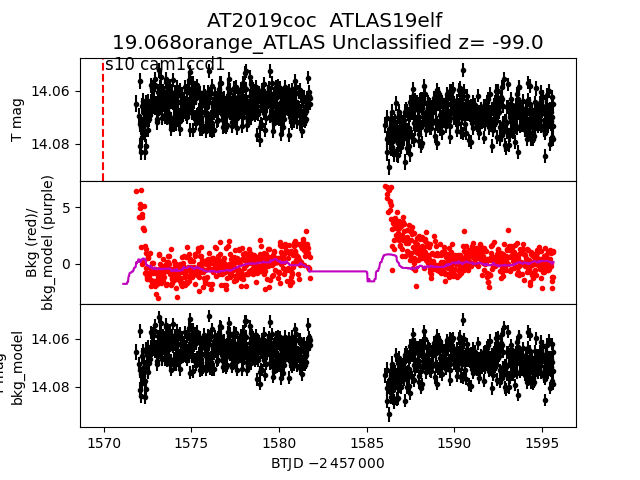 AT2019coc ATLAS19elf
19.068orange_ATLAS Unclassified z= -99.0
s10 cam1ccd1
T mag
14.06
14.08
Bkg (red)/
bkg_model (purple)
5
0
bkg_model
14.06
14.08
1570
1575
1580
1585
1590
1595
BTJD −2 457 000